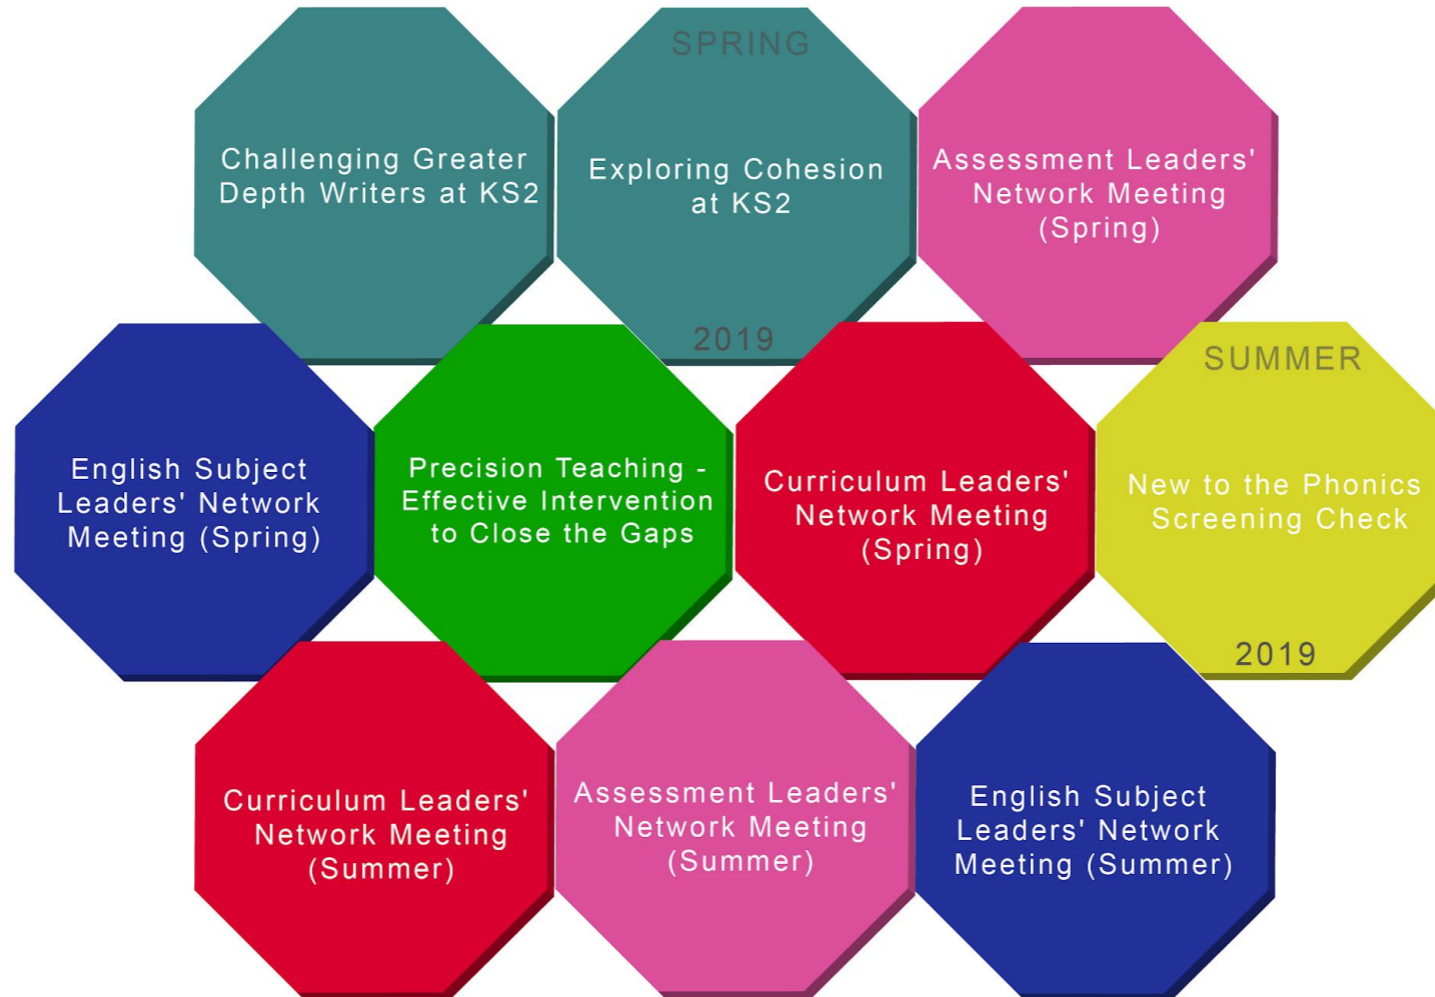 Challenging Greater
Depth Writers at KS2
SPRING
Exploring Cohesion
at KS2
2019
Assessment Leaders'
Network Meeting
(Spring)
English Subject
Leaders' Network
Meeting (Spring)
Precision Teaching -
Effective Intervention
to Close the Gaps
Curriculum Leaders'
Network Meeting
(Spring)
SUMMER
New to the Phonics
Screening Check
2019
Curriculum Leaders'
Network Meeting
(Summer)
Assessment Leaders'
Network Meeting
(Summer)
English Subject
Leaders' Network
Meeting (Summer)